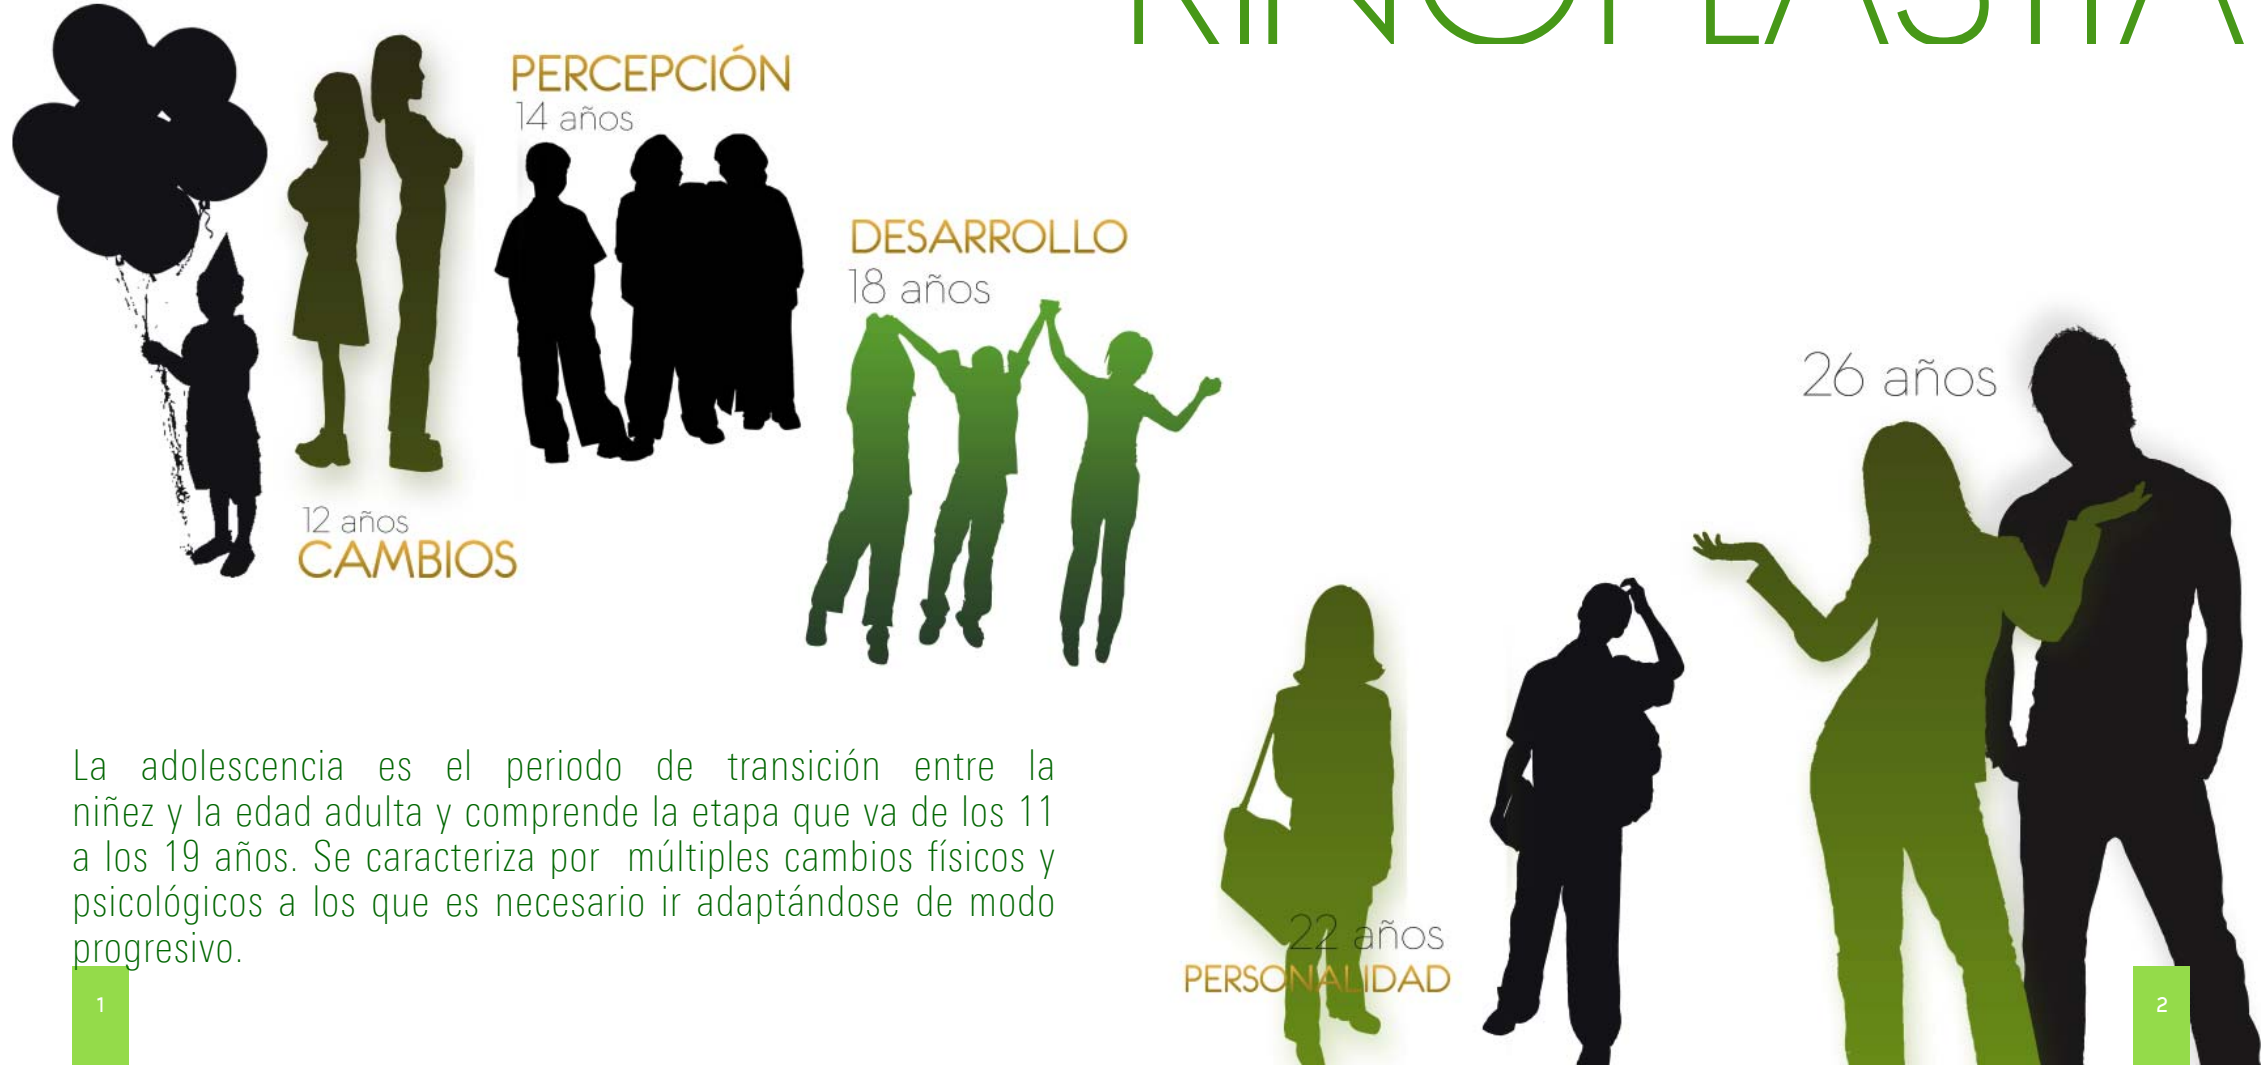 RINOPLASTIA
PERCEPCIÓN
14 años
DESARROLLO
18 años
26 años
12 años
CAMBIOS
La adolescencia es el periodo de transición entre la
niñez y la edad adulta y comprende la etapa que va de los 11
a los 19 años. Se caracteriza por múltiples cambios físicos y
psicológicos a los que es necesario ir adaptándose de modo
progresivo.
22 años
PERSONALIDAD
1
2